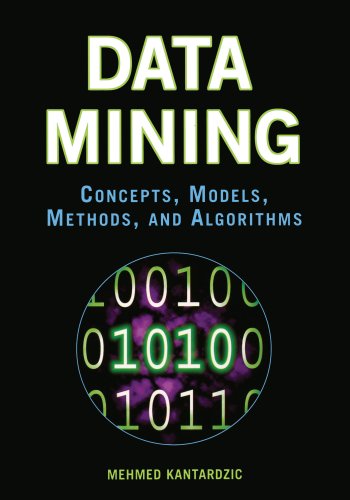 DATA
MINING
CONCEPTS, MODELS,
METHODS, AND ALGORITHMS
100100
010100
010110
MEHMED KANTARDZIC